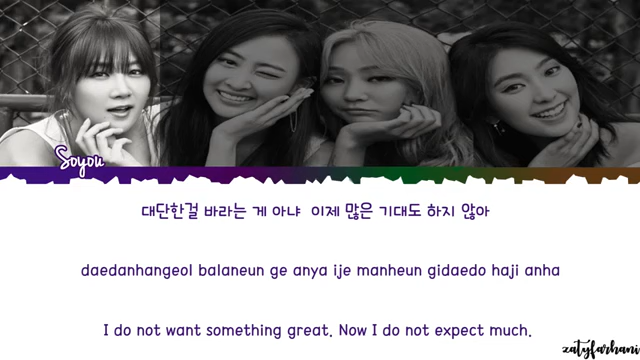 Soyou
대단한걸 바라는 게 아냐 이제 많은 기대도 하지 않아
daedanhangeol balaneun ge anya ije manheun gidaedo haji anha
I do not want something great. Now I do not expect much.
zatyfarhani